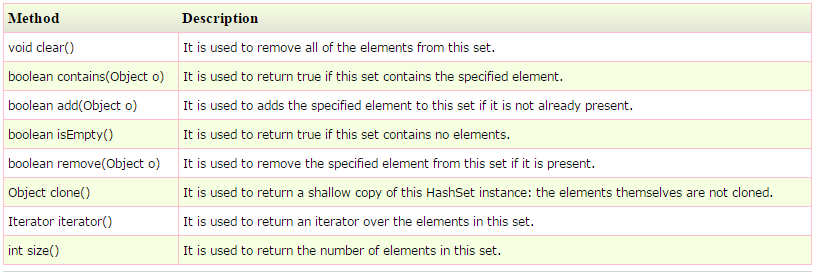 Method Description
void clear() It is used to remove all of the elements from this set.
boolean contains(Object o) It is used to return true if this set contains the specified element.
boolean add(Object o) It is used to adds the specified element to this set if it is not already present.
boolean isEmpty() It is used to return true if this set contains no elements.
boolean remove(Object o) It is used to remove the specified element from this set if it is present.
Object clone() It is used to return a shallow copy of this HashSet instance: the elements themselves are not cloned.
Iterator iterator() It is used to return an iterator over the elements in this set.
int size() It is used to return the number of elements in this set.